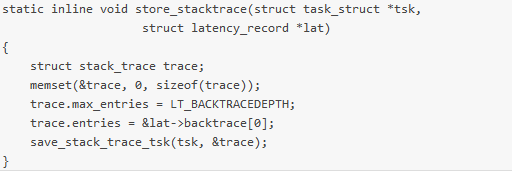 static inline void store_stacktrace(struct task_struct *tsk,
                    struct latency_record *lat)
{
    struct stack_trace trace;
    memset(&trace, 0, sizeof(trace));
    trace.max_entries = LT_BACKTRACEDEPTH;
    trace.entries = &lat->backtrace[0];
    save_stack_trace_tsk(tsk, &trace);
}